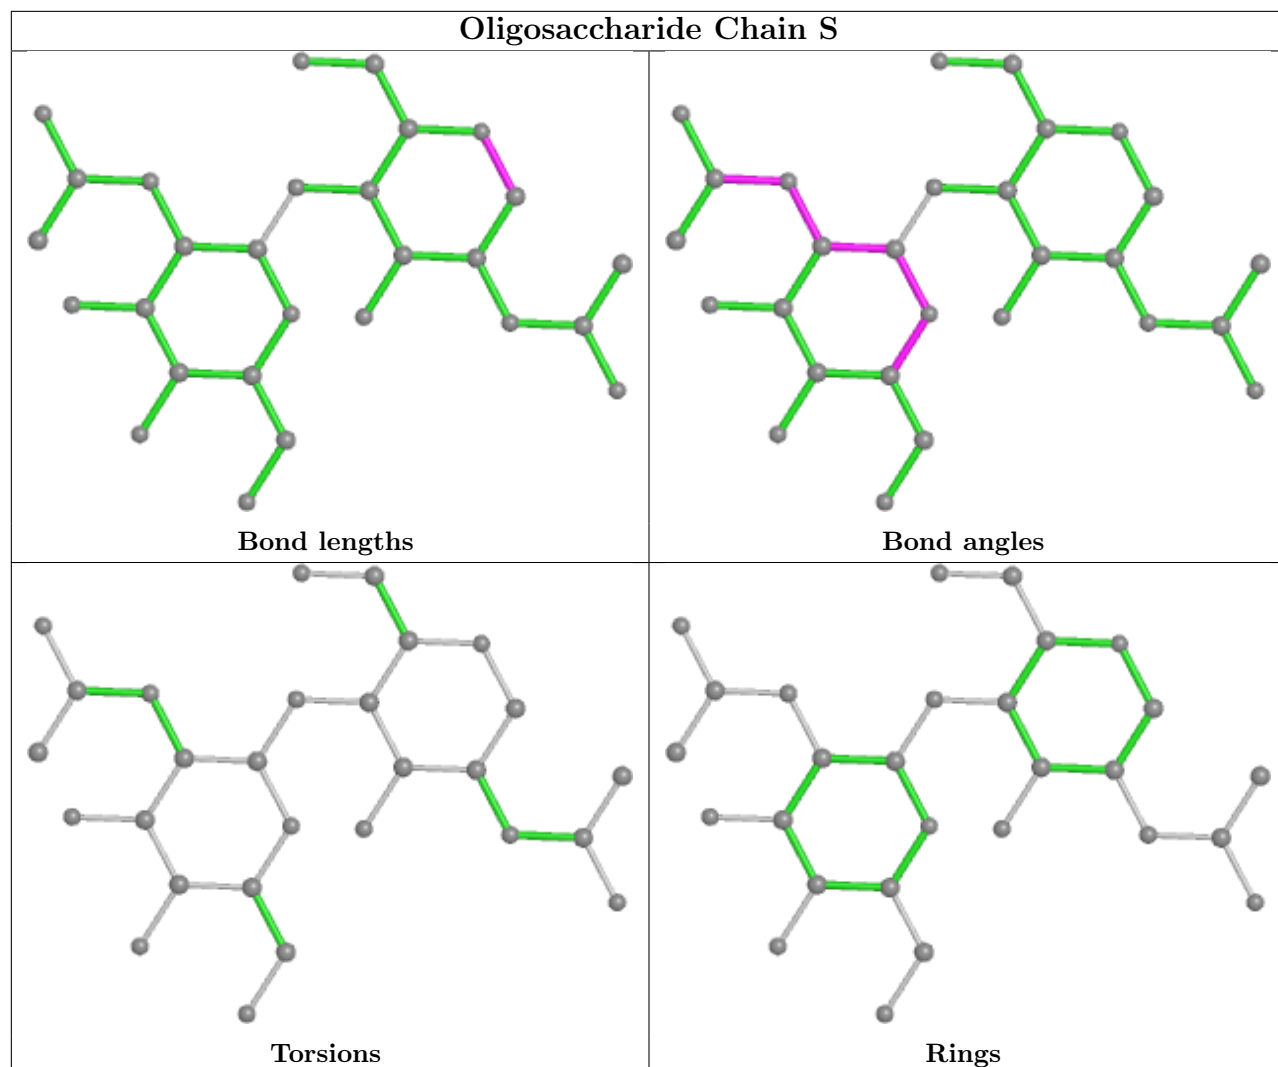 Oligosaccharide Chain S
Bond lengths
Bond angles
Torsions
Rings